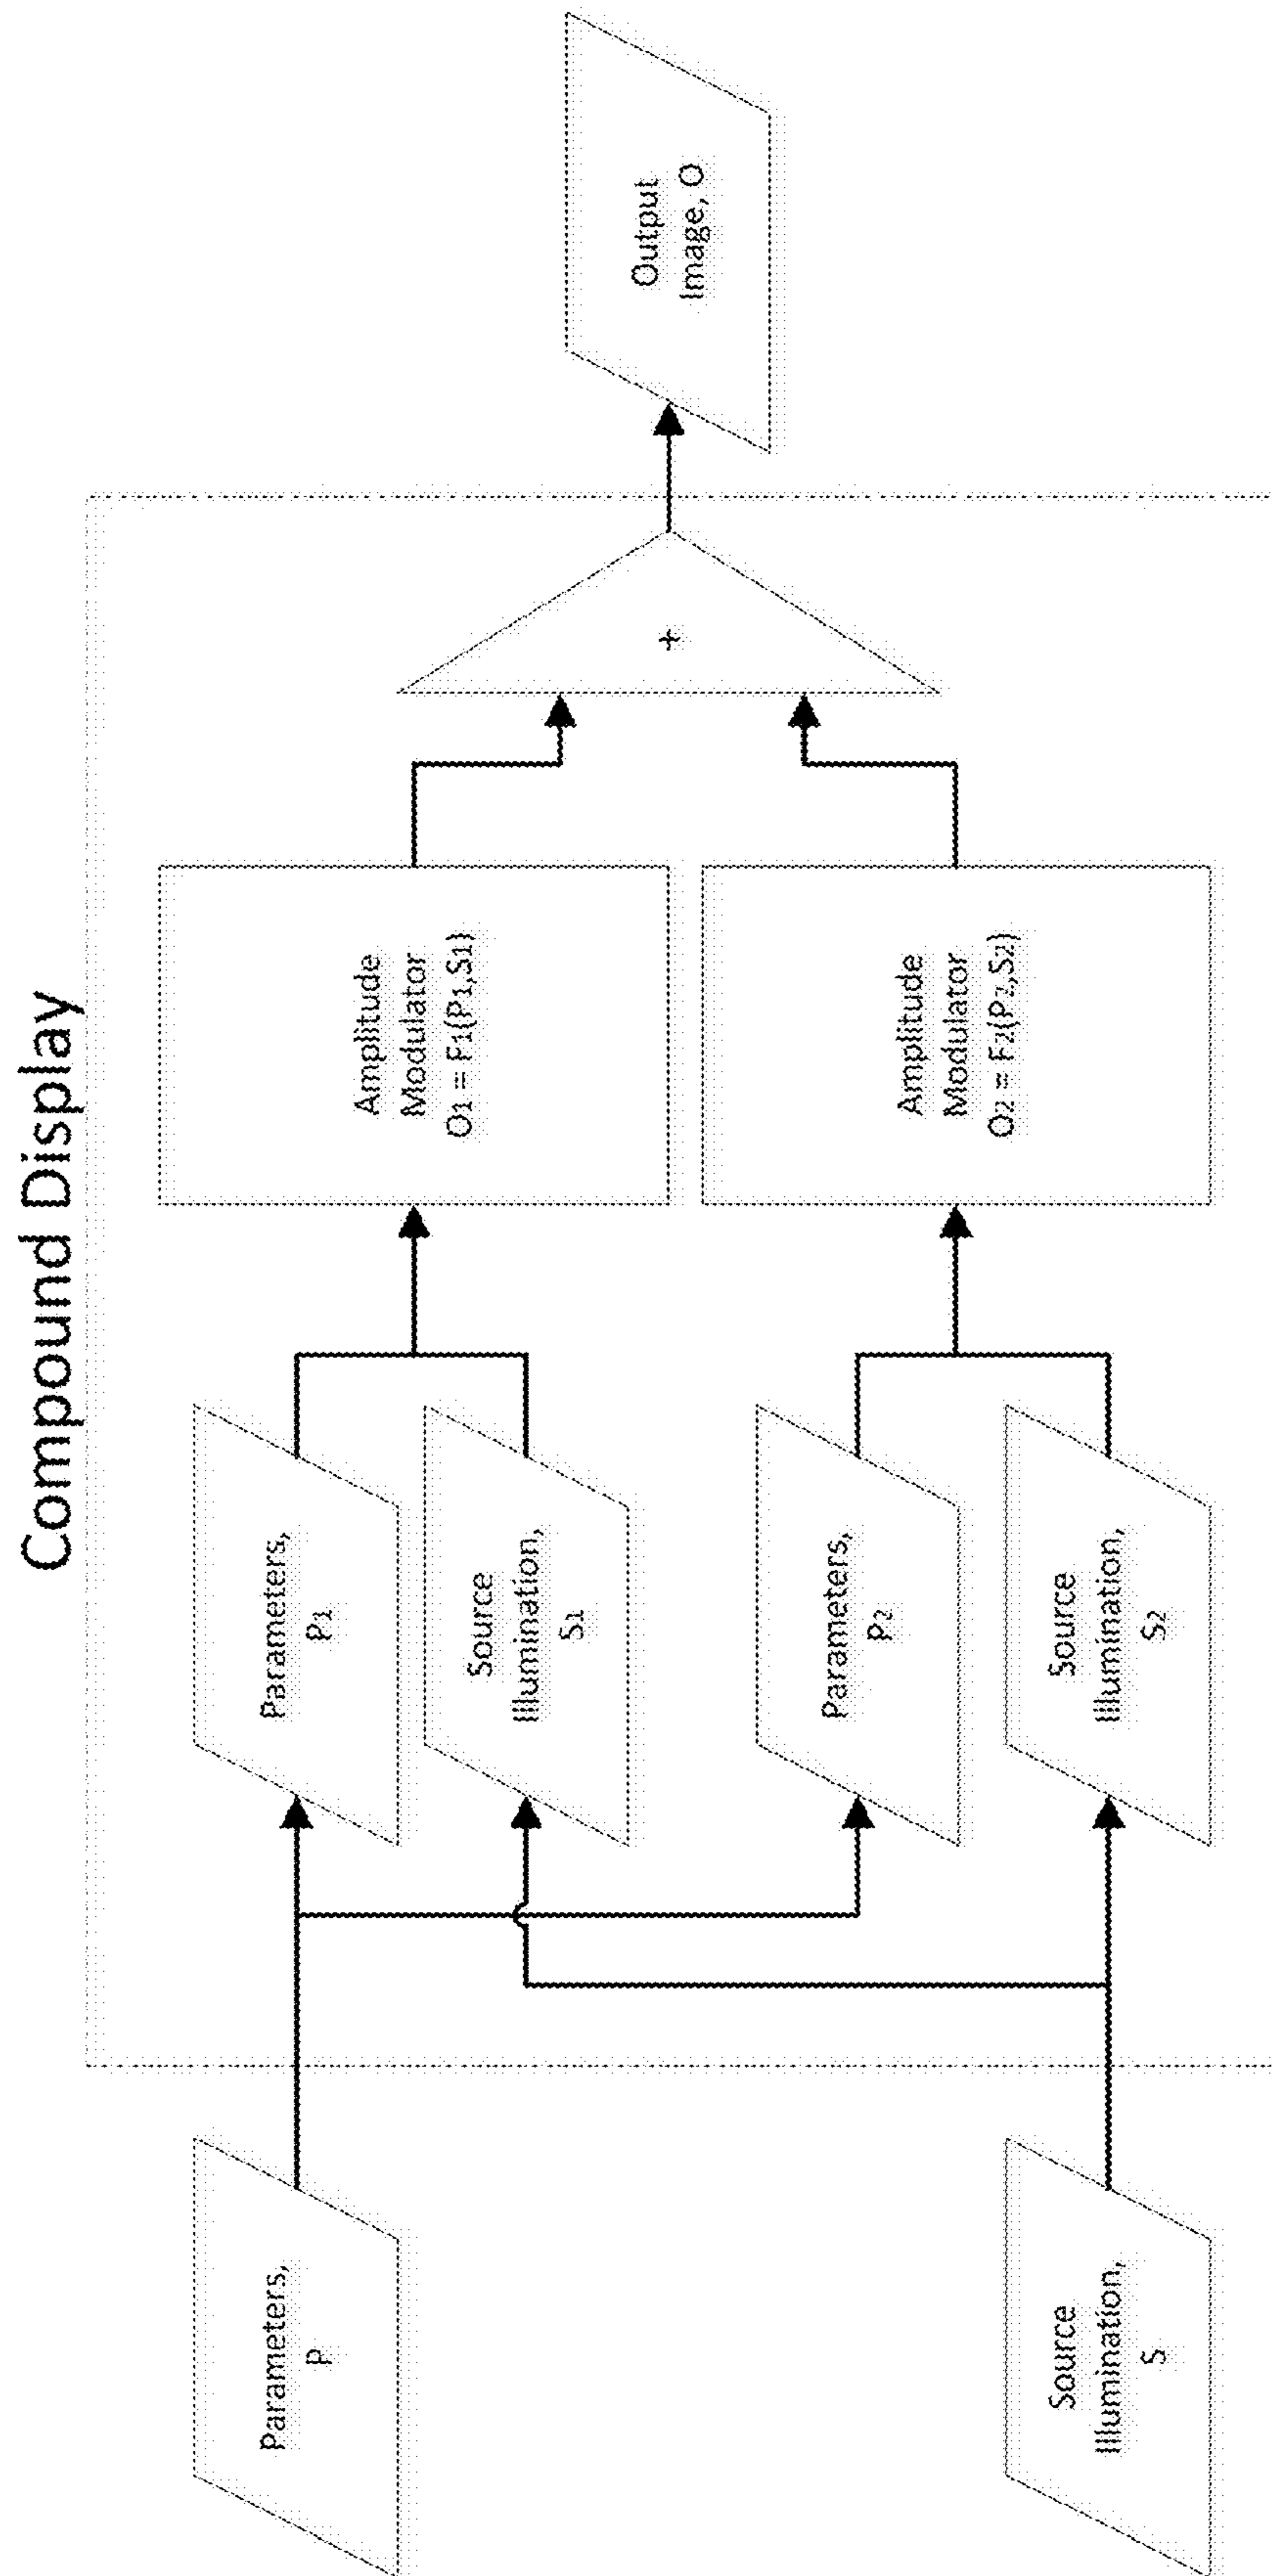 Compound Display
Parameters,
P
Source
Illumination,
S
Parameters,
P1
Source
Illumination,
S1
Parameters,
P2
Source
Illumination,
S2
Amplitude
Modulator
O1 = F1(P1,S1)
Amplitude
Modulator
O2 = F2(P2,S2)
+
Output
Image, O